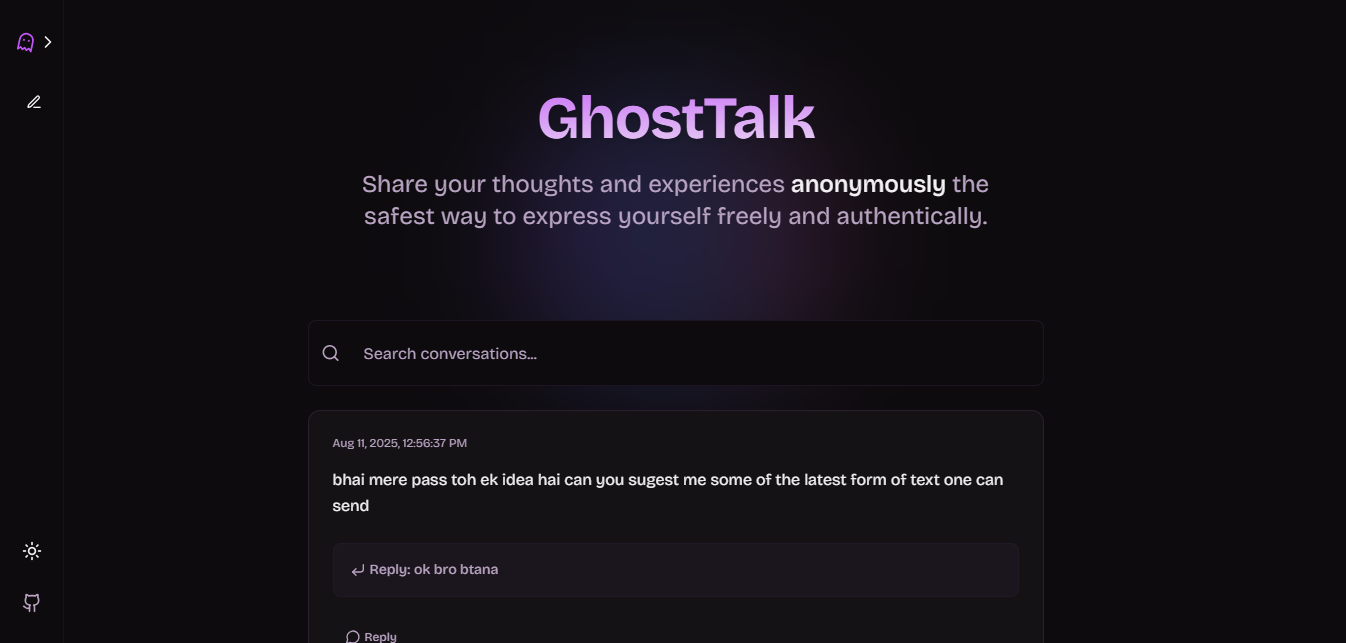 GhostTalk
Share your thoughts and experiences anonymously the
safest way to express yourself freely and authentically.
Search conversations...
Aug 11, 2025, 12:56:37 PM
bhai mere pass toh ek idea hai can you sugest me some of the latest form of text one can
send
Reply: ok bro btana
Reply